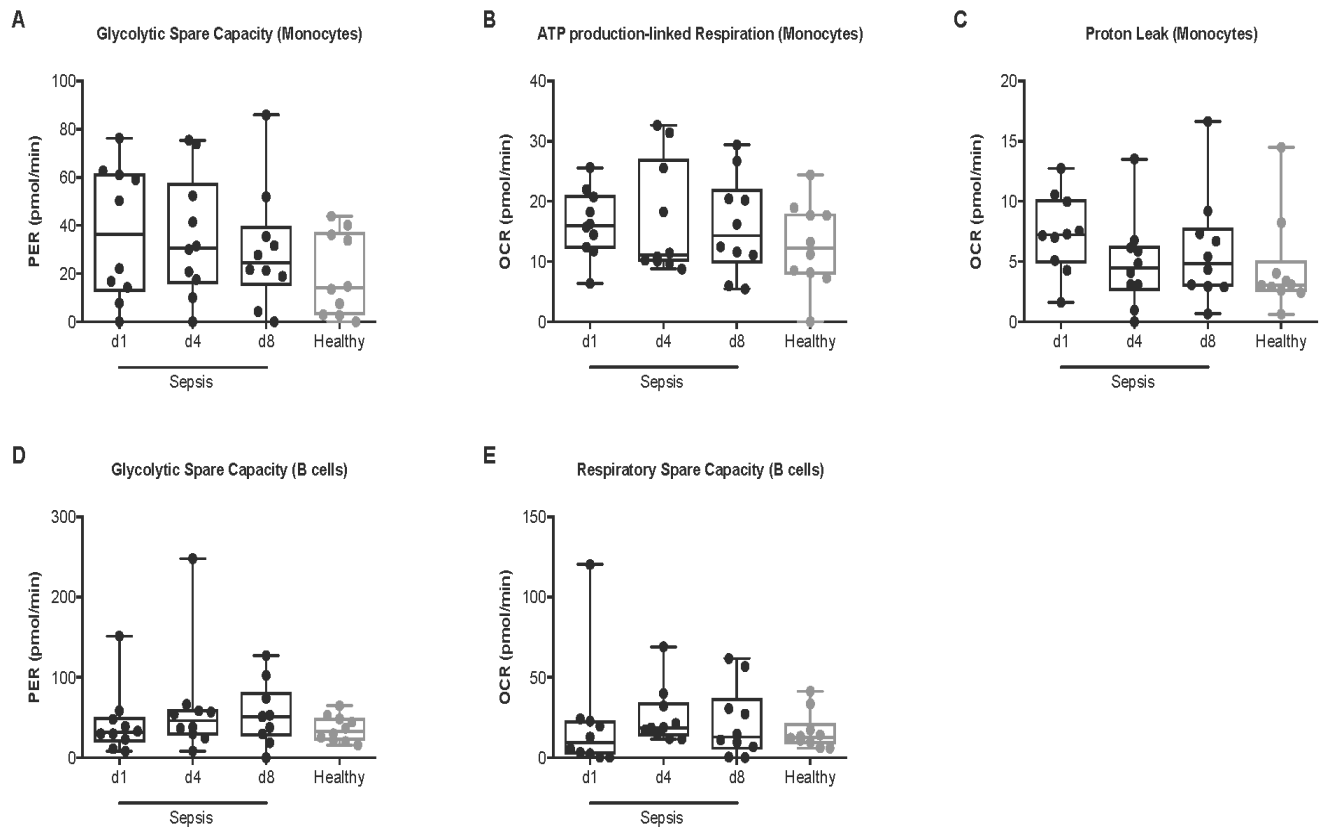 A
Glycolytic Spare Capacity (Monocytes)
PER (pmol/min)
100
80
60
40
20
0
d1 d4 d8 Healthy
Sepsis
B
ATP production-linked Respiration (Monocytes)
OCR (pmol/min)
40
30
20
10
0
d1 d4 d8 Healthy
Sepsis
C
Proton Leak (Monocytes)
OCR (pmol/min)
20
15
10
5
0
d1 d4 d8 Healthy
Sepsis
D
Glycolytic Spare Capacity (B cells)
PER (pmol/min)
300
200
100
0
d1 d4 d8 Healthy
Sepsis
E
Respiratory Spare Capacity (B cells)
OCR (pmol/min)
150
100
50
0
d1 d4 d8 Healthy
Sepsis